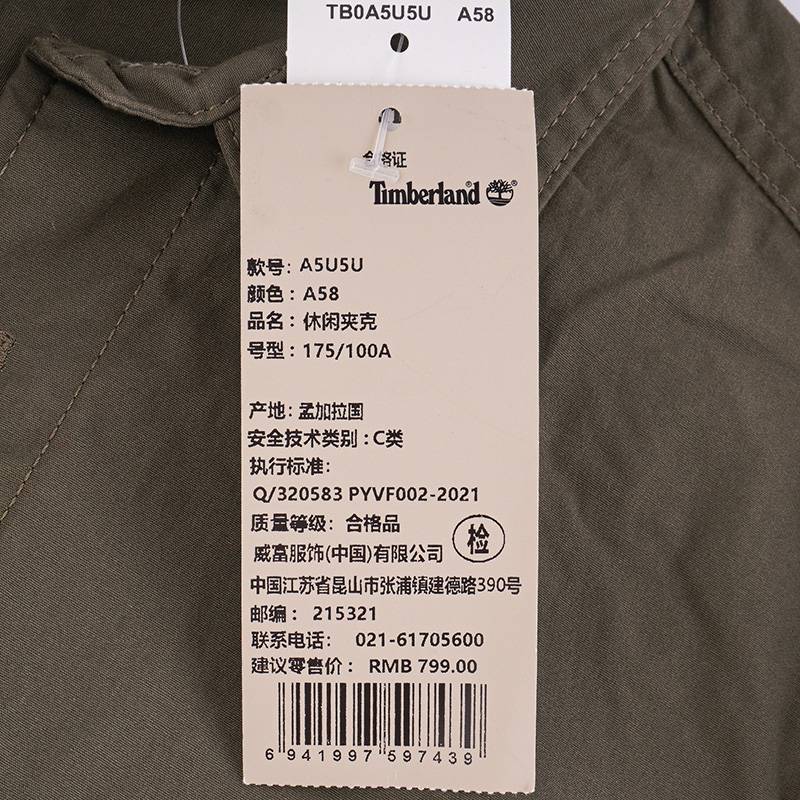 TB0A5U5U A58
合格证
Timberland
款号: A5U5U
颜色: A58
品名: 休闲夹克
号型: 175/100A
产地: 孟加拉国
安全技术类别: C类
执行标准:
Q/320583 PYVF002-2021
质量等级: 合格品
威富服饰(中国)有限公司 检
中国江苏省昆山市张浦镇建德路390号
邮编: 215321
联系电话: 021-61705600
建议零售价: RMB 799.00
6 941997 597439